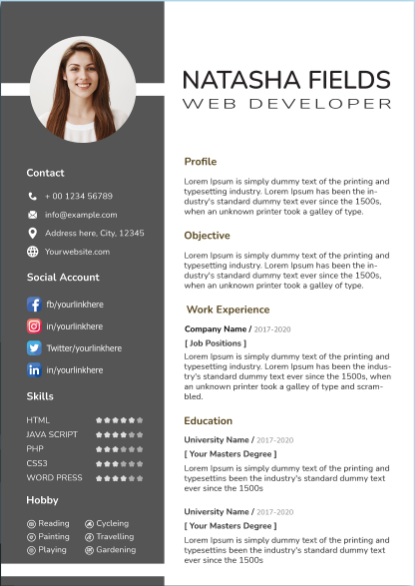 NATASHA FIELDS
WEB DEVELOPER
Contact
+ 00 1234 56789
info@example.com
Address here, City, 12345
Yourwebsite.com
Social Account
fb/yourlinkhere
in/yourlinkhere
Twitter/yourlinkhere
in/yourlinkhere
Skills
HTML
JAVA SCRIPT
PHP
CSS3
WORD PRESS
Hobby
Reading
Cycleing
Painting
Travelling
Playing
Gardening
Profile
Lorem Ipsum is simply dummy text of the printing and
typesetting industry. Lorem Ipsum has been the in-
dustry's standard dummy text ever since the 1500s,
when an unknown printer took a galley of type.
Objective
Lorem Ipsum is simply dummy text of the printing and
typesetting industry. Lorem Ipsum has been the in-
dustry's standard dummy text ever since the 1500s,
when an unknown printer took a galley of type.
Work Experience
Company Name / 2017-2020
[ Job Positions ]
Lorem Ipsum is simply dummy text of the printing and
typesetting industry. Lorem Ipsum has been the indus-
try's standard dummy text ever since the 1500s, when
an unknown printer took a galley of type and scram-
bled.
Education
University Name / 2017-2020
[ Your Masters Degree ]
Lorem Ipsum is simply dummy text of the printing and
typesetting industry's standard dummy text
ever since the 1500s
University Name / 2017-2020
[ Your Masters Degree ]
Lorem Ipsum is simply dummy text of the printing and
typesetting industry's standard dummy text
ever since the 1500s